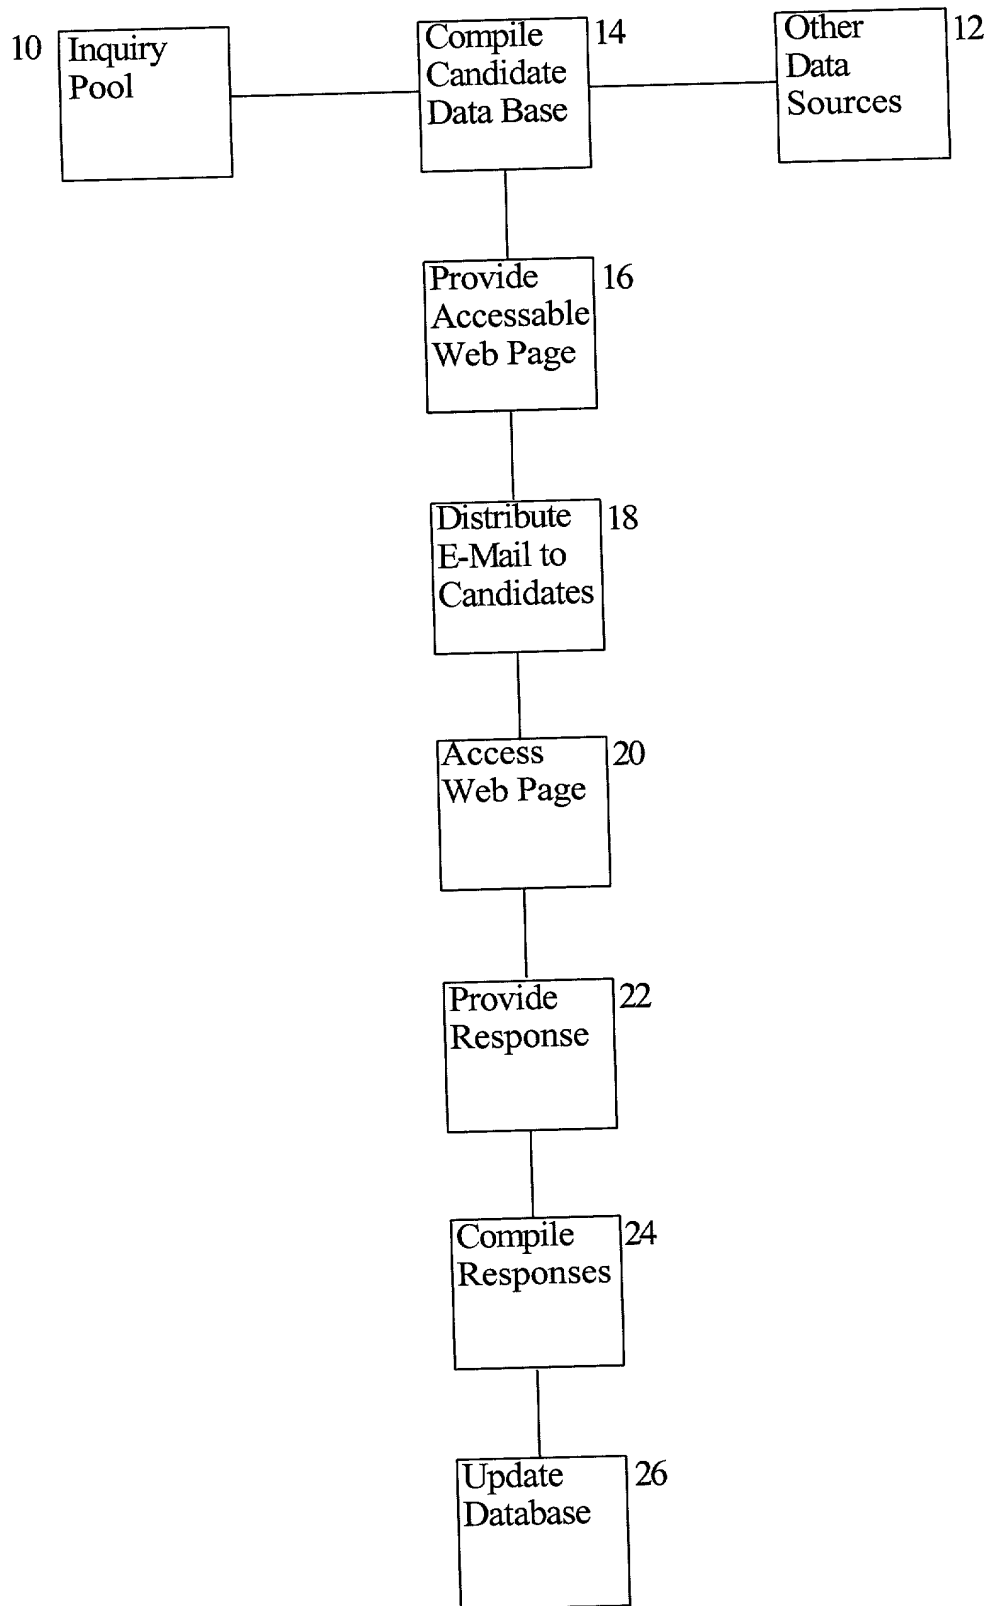 10
Inquiry
Pool
Compile
Candidate
Data Base
14
Other
Data
Sources
12
Provide
Accessable
Web Page
16
Distribute
E-Mail to
Candidates
18
Access
Web Page
20
Provide
Response
22
Compile
Responses
24
Update
Database
26